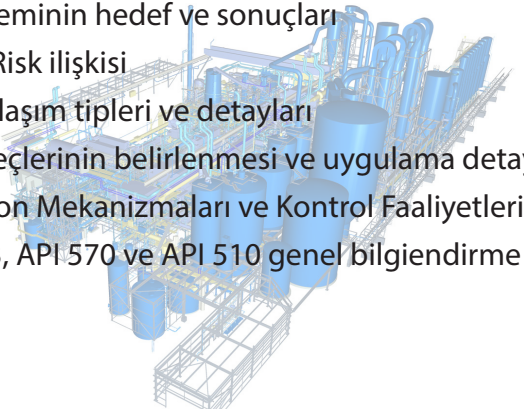 eminin hedef ve sonuçları
Risk ilişkisi
laşım tipleri ve detayları
eçlerinin belirlenmesi ve uygulama detay
on Mekanizmaları ve Kontrol Faaliyetleri
, API 570 ve API 510 genel bilgiendirme